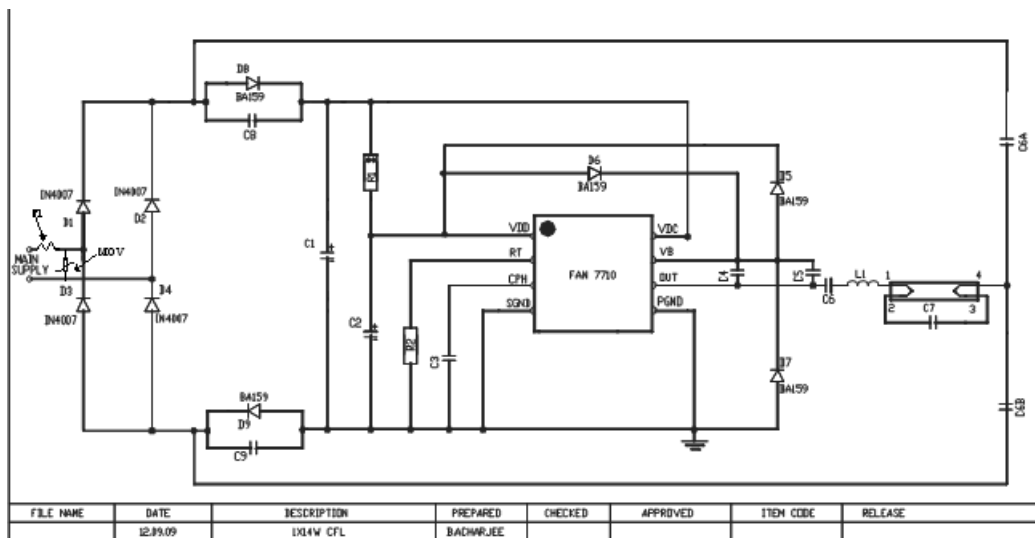 D8
BA159
C8
D6
BA159
C6A
D5
BA159
IN4007
IN4007
D1
D2
MOV
MAIN
SUPPLY
D3
D4
IN4007
IN4007
C1
R1
VDD
VDC
RT
VB
CPH
FAN 7710
OUT
SGND
PGND
C4
C5
C6
L1
1
4
2
3
C7
C2
R2
C3
BA159
D9
C9
D7
BA159
C6B
FILE NAME
DATE
DESCRIPTION
PREPARED
CHECKED
APPROVED
ITEM CODE
RELEASE
12.09.09
1X14W CFL
BACHARJEE